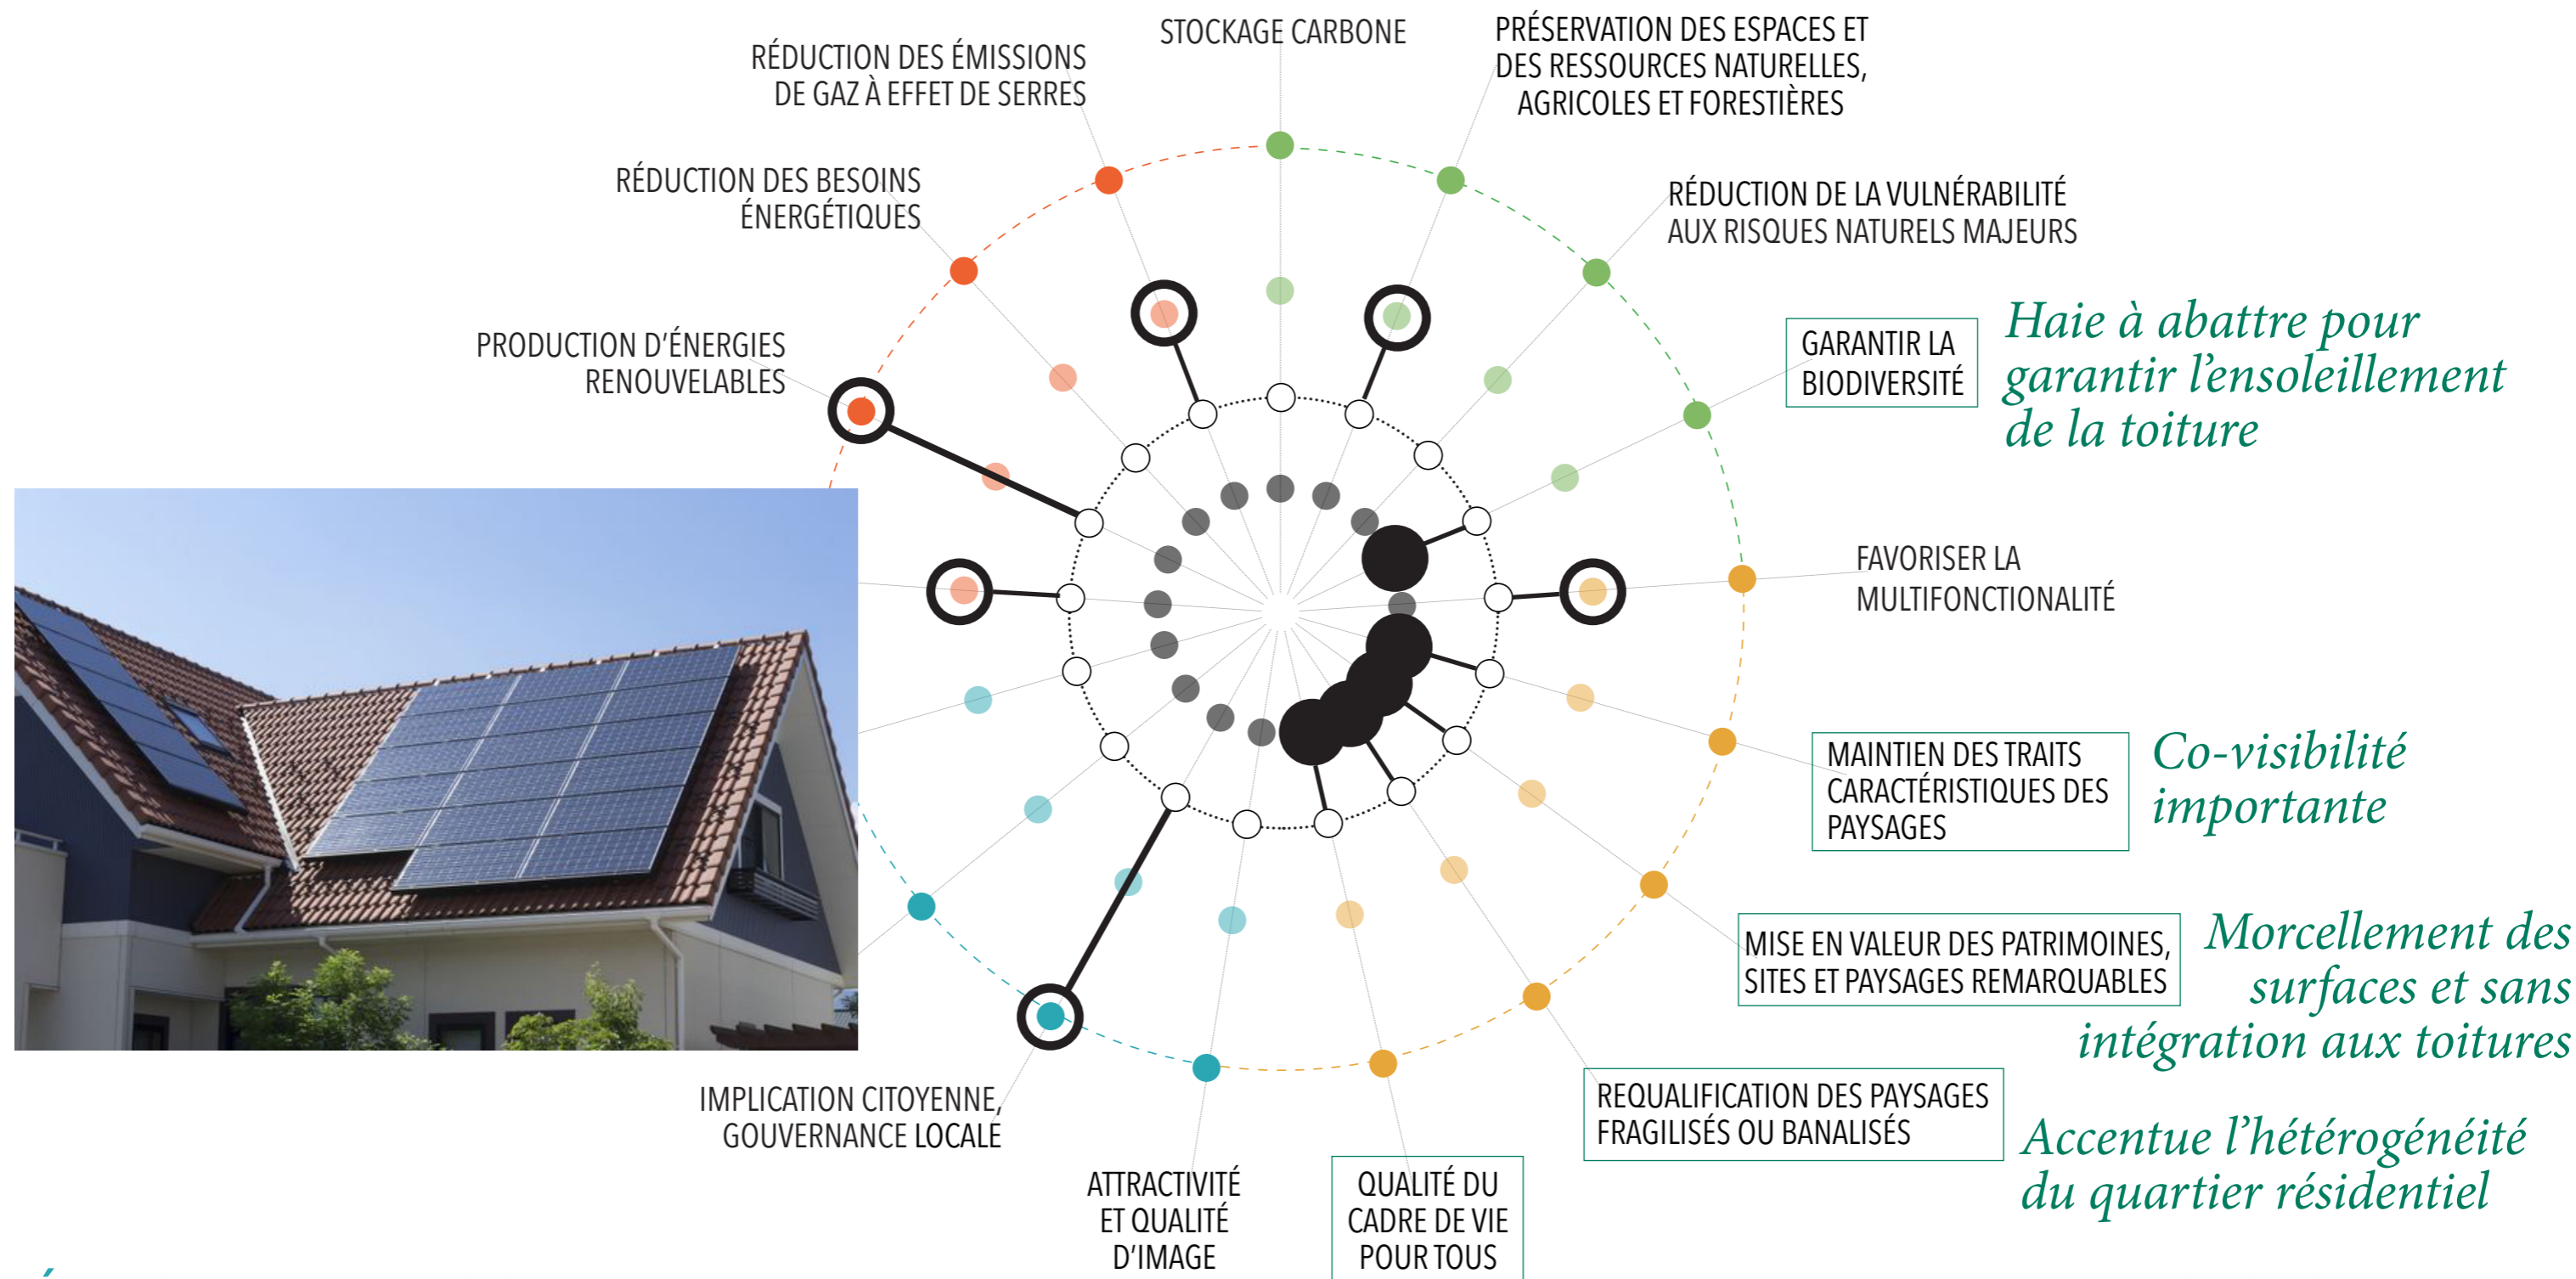 STOCKAGE CARBONE
PRÉSERVATION DES ESPACES ET
DES RESSOURCES NATURELLES,
AGRICOLES ET FORESTIÈRES
RÉDUCTION DES ÉMISSIONS
DE GAZ À EFFET DE SERRES
RÉDUCTION DES BESOINS
ÉNERGÉTIQUES
RÉDUCTION DE LA VULNÉRABILITÉ
AUX RISQUES NATURELS MAJEURS
PRODUCTION D'ÉNERGIES
RENOUVELABLES
GARANTIR LA
BIODIVERSITÉ
Haie à abattre pour
garantir l'ensoleillement
de la toiture
FAVORISER LA
MULTIFONCTIONALITÉ
MAINTIEN DES TRAITS
CARACTÉRISTIQUES DES
PAYSAGES
Co-visibilité
importante
MISE EN VALEUR DES PATRIMOINES,
SITES ET PAYSAGES REMARQUABLES
Morcellement des
surfaces et sans
intégration aux toitures
REQUALIFICATION DES PAYSAGES
FRAGILISÉS OU BANALISÉS
Accentue l'hétérogénéité
du quartier résidentiel
IMPLICATION CITOYENNE,
GOUVERNANCE LOCALE
ATTRACTIVITÉ
ET QUALITÉ
D'IMAGE
QUALITÉ DU
CADRE DE VIE
POUR TOUS